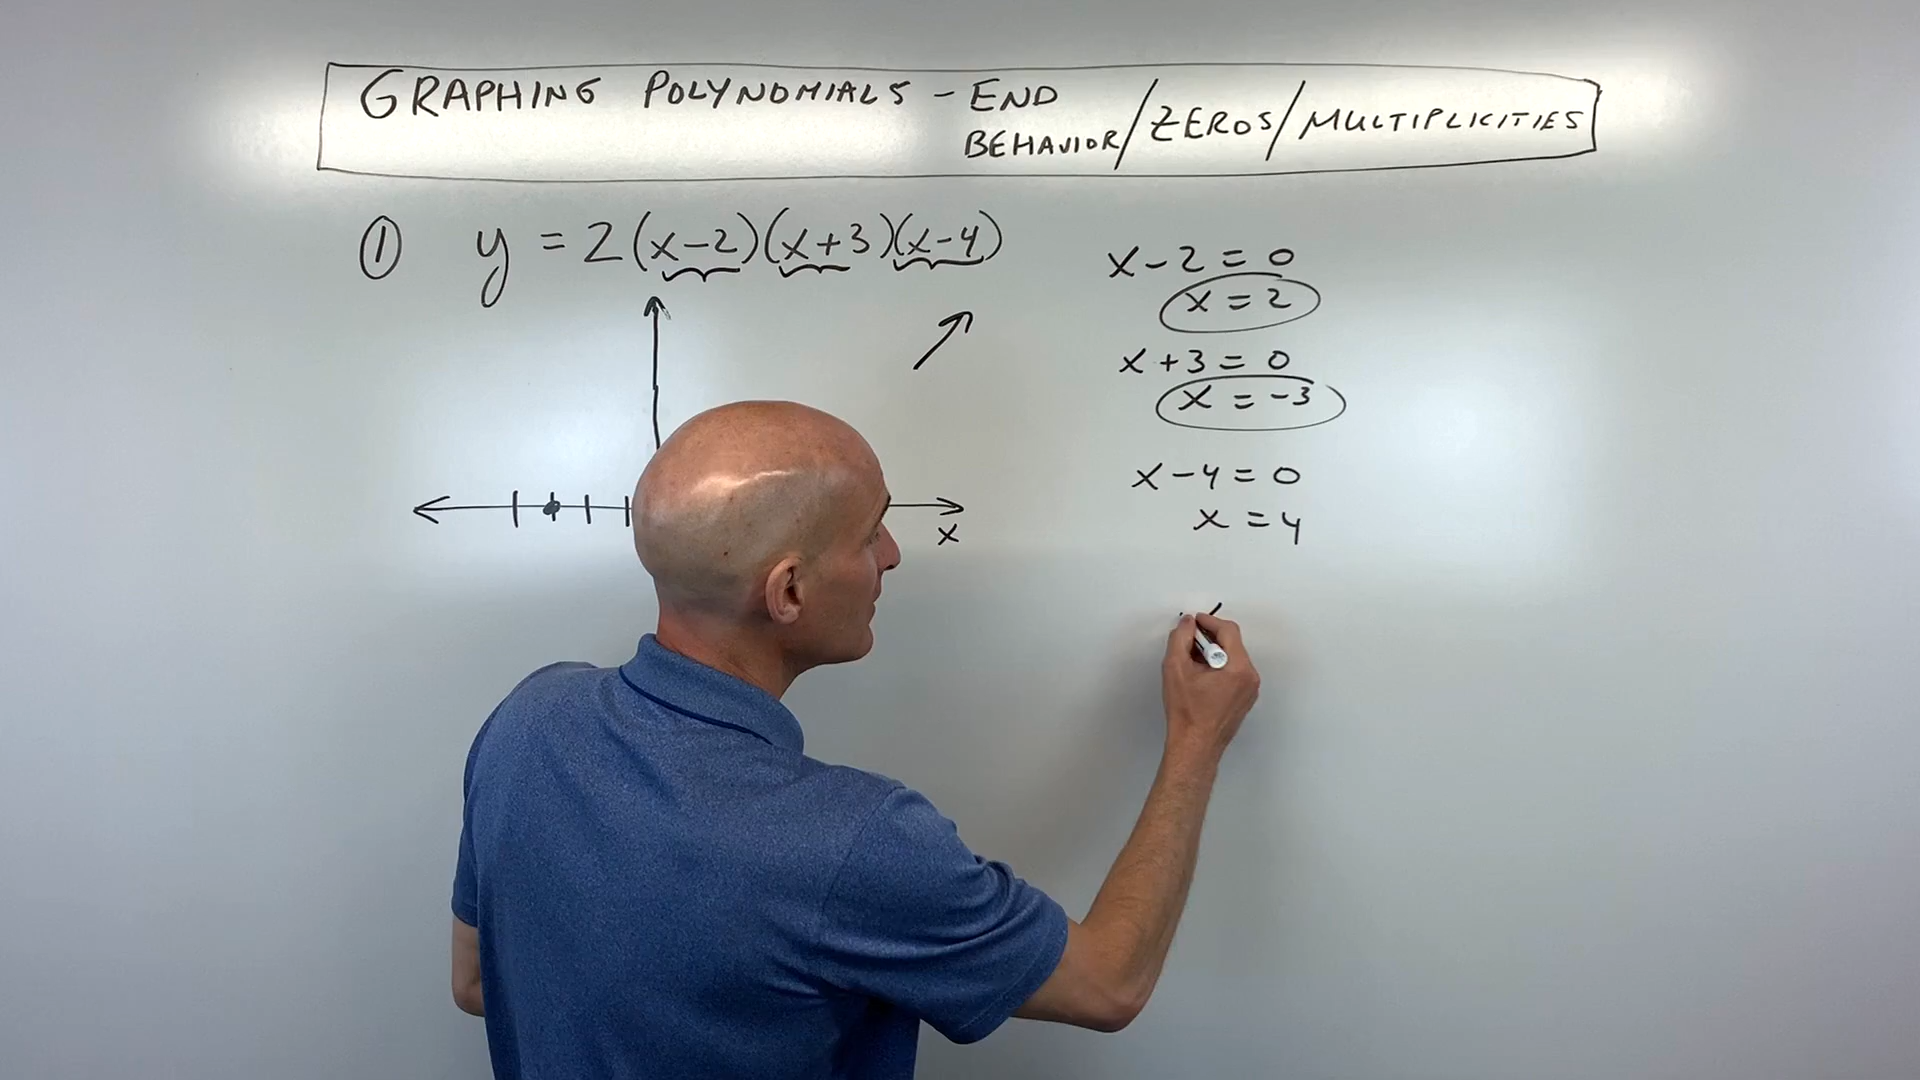 GRAPHING POLYNOMIALS - END BEHAVIOR/ZEROS/MULTIPLICITIES
① y = 2(x-2)(x+3)(x-4)
x-2=0
x=2
x+3=0
x=-3
x-4=0
x=4
x